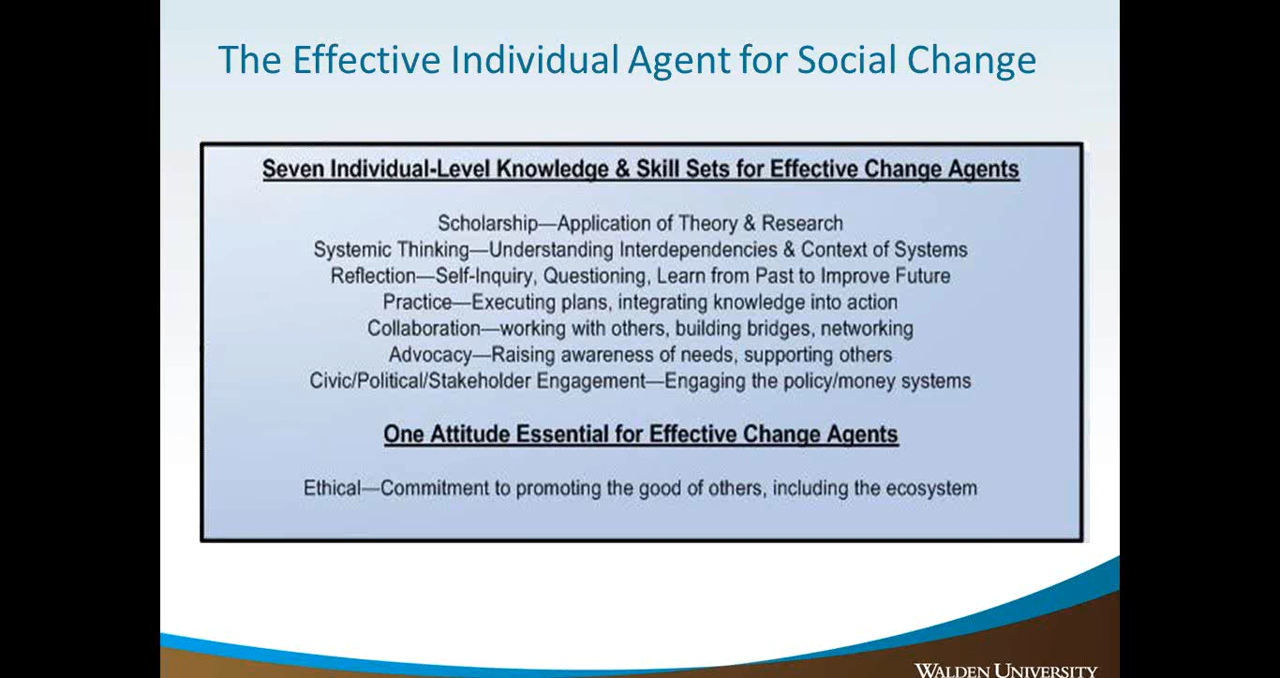 The Effective Individual Agent for Social Change
Seven Individual-Level Knowledge & Skill Sets for Effective Change Agents
Scholarship—Application of Theory & Research
Systemic Thinking—Understanding Interdependencies & Context of Systems
Reflection—Self-Inquiry, Questioning, Learn from Past to Improve Future
Practice—Executing plans, integrating knowledge into action
Collaboration—working with others, building bridges, networking
Advocacy—Raising awareness of needs, supporting others
Civic/Political/Stakeholder Engagement—Engaging the policy/money systems
One Attitude Essential for Effective Change Agents
Ethical—Commitment to promoting the good of others, including the ecosystem
WALDEN UNIVERSITY